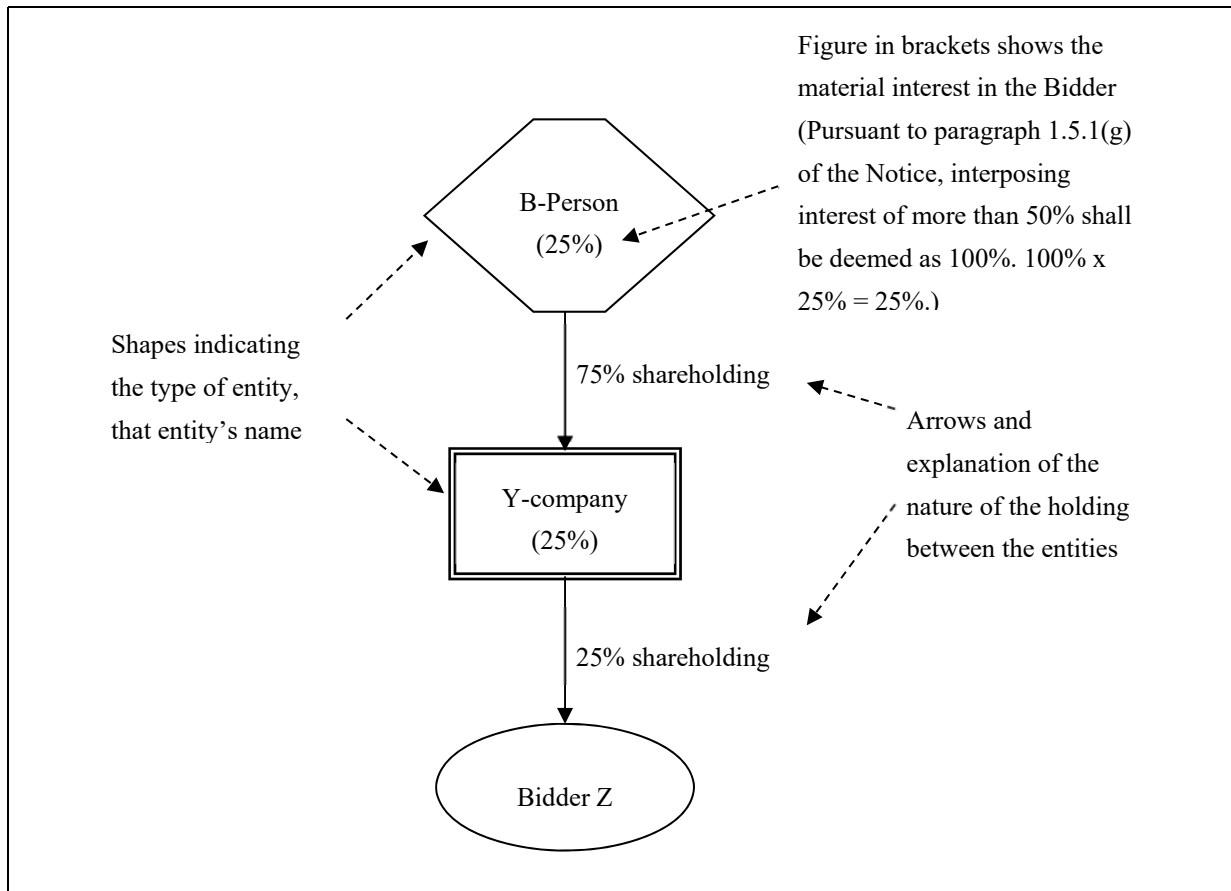 Figure in brackets shows the
material interest in the Bidder
(Pursuant to paragraph 1.5.1(g)
of the Notice, interposing
interest of more than 50% shall
be deemed as 100%. 100% x
25% = 25%.)
B-Person
(25%)
Shapes indicating
the type of entity,
that entity’s name
75% shareholding
Arrows and
explanation of the
nature of the holding
between the entities
Y-company
(25%)
25% shareholding
Bidder Z